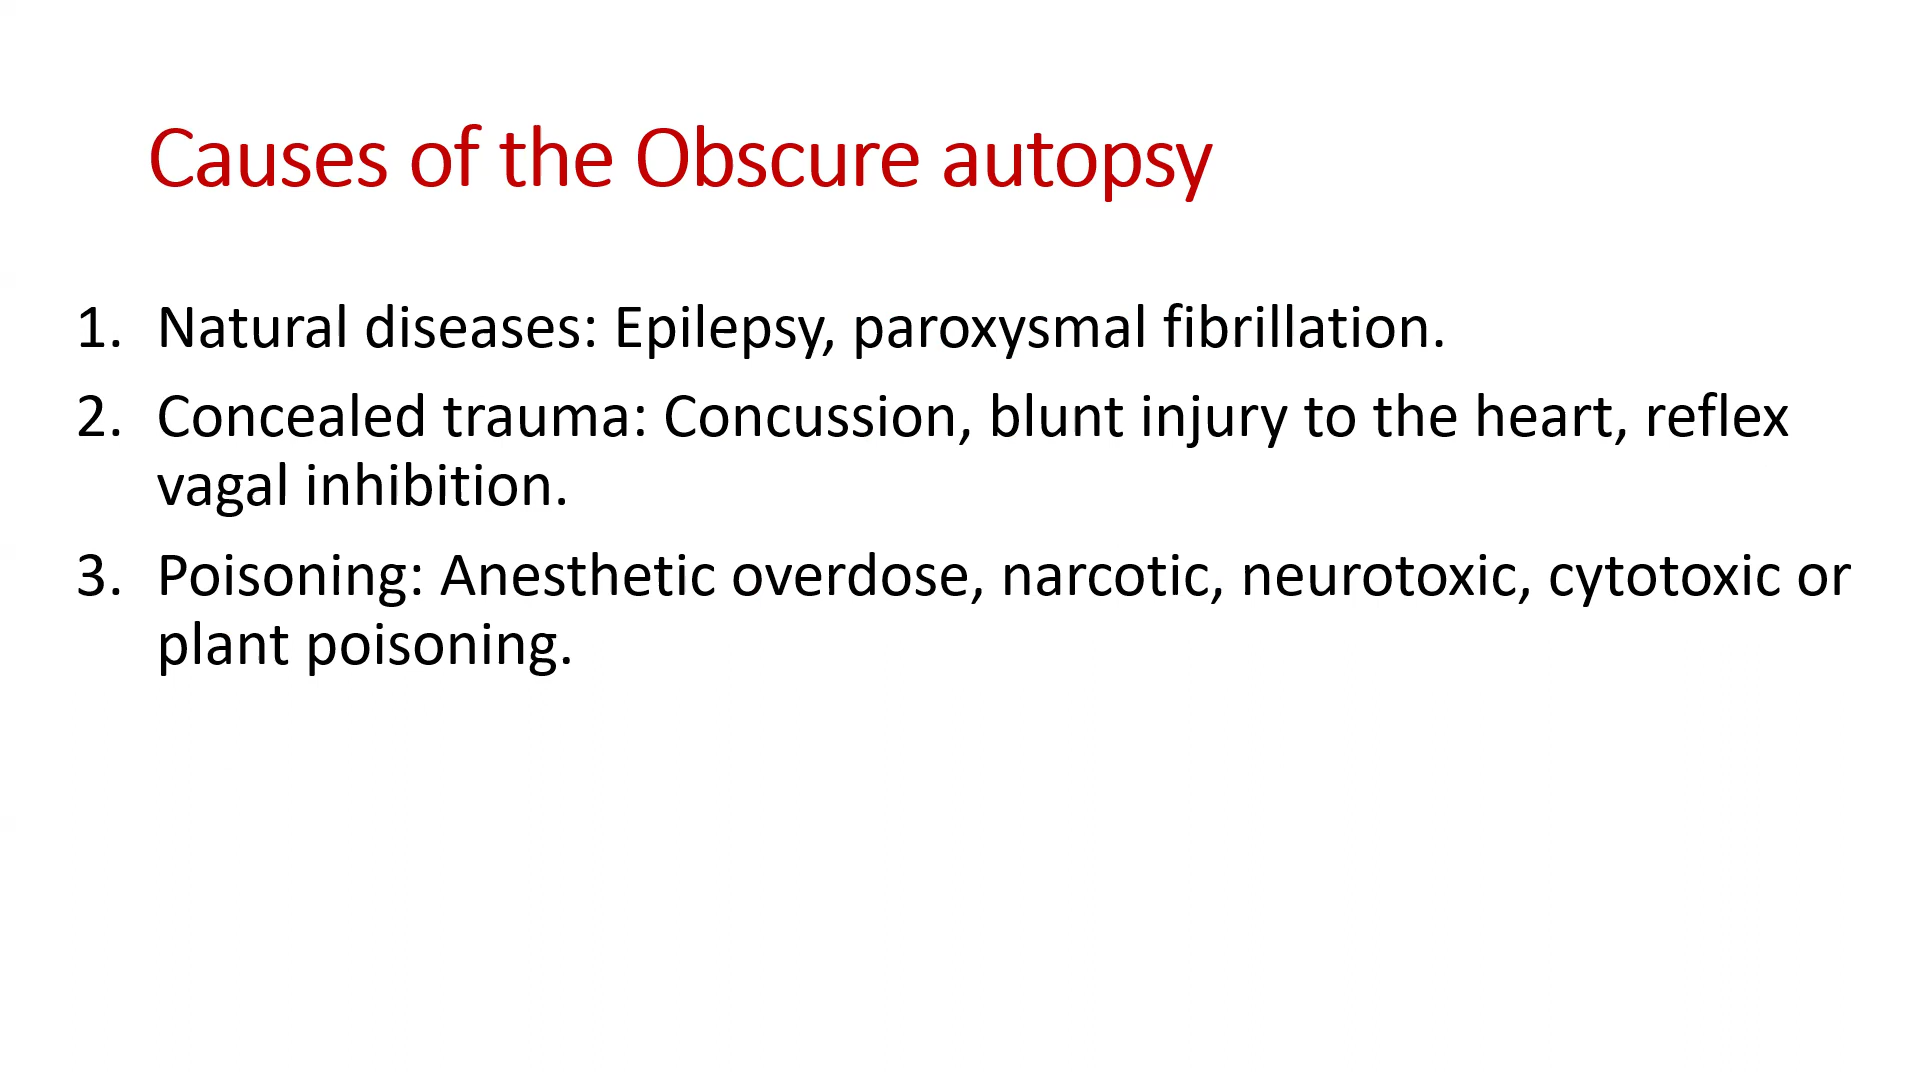 Causes of the Obscure autopsy
1. Natural diseases: Epilepsy, paroxysmal fibrillation.
2. Concealed trauma: Concussion, blunt injury to the heart, reflex
vagal inhibition.
3. Poisoning: Anesthetic overdose, narcotic, neurotoxic, cytotoxic or
plant poisoning.